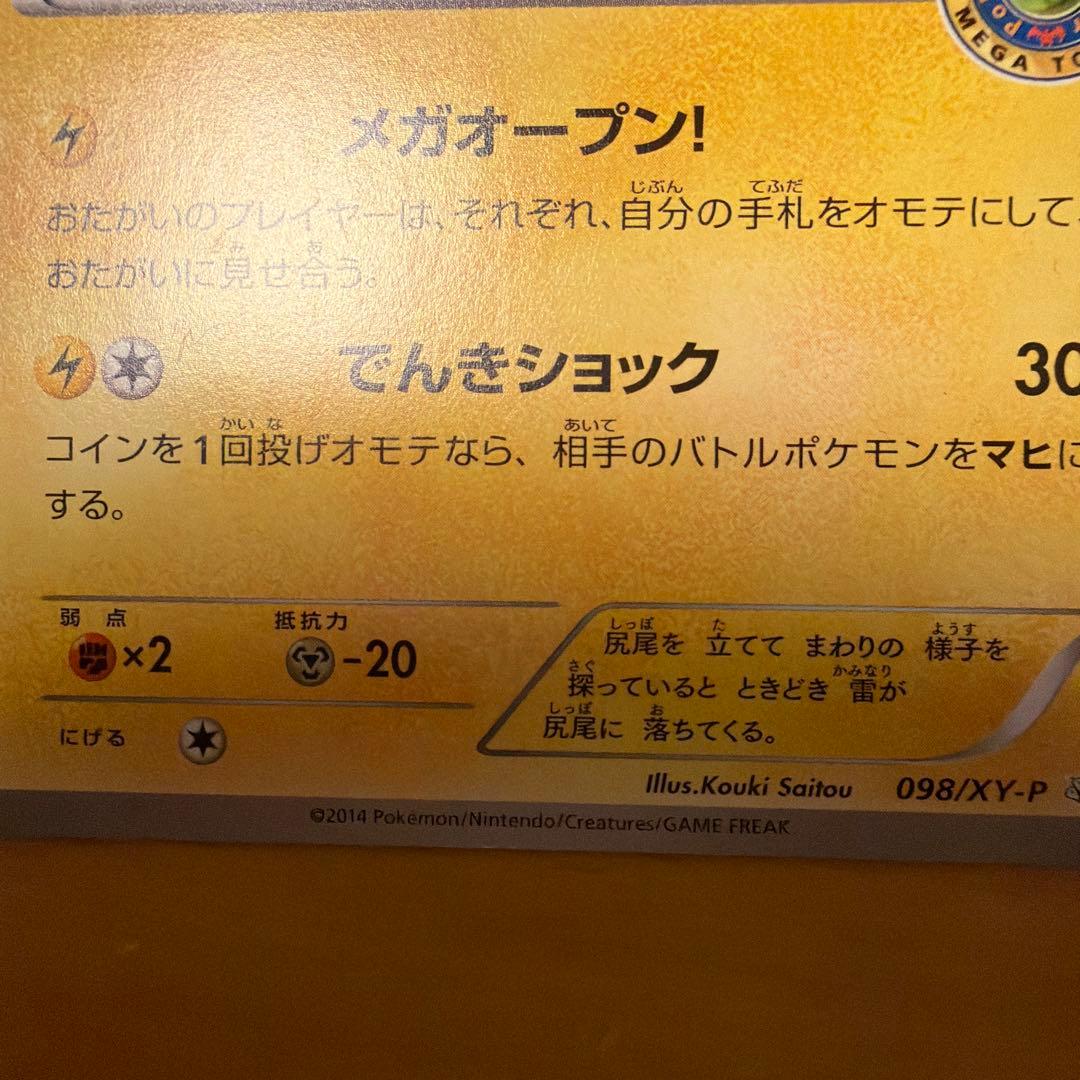 MEGA TO
メガオープン!
おたがいのプレイヤーは、それぞれ、自分の手札をオモテにして、
おたがいに見せ合う。
でんきショック 30
コインを1回投げオモテなら、相手のバトルポケモンをマヒに
する。
弱点 抵抗力
×2 -20
にげる
尻尾を 立てて まわりの 様子を
探っていると ときどき 雷が
尻尾に 落ちてくる。
Illus.Kouki Saitou 098/XY-P
©2014 Pokémon/Nintendo/Creatures/GAME FREAK